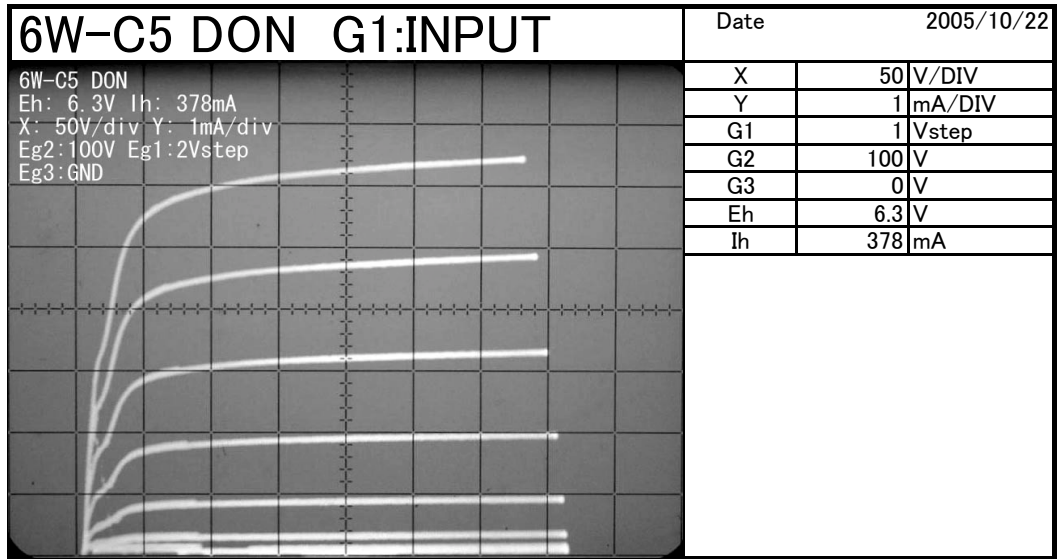 6W-C5 DON G1:INPUT
Date 2005/10/22
6W-C5 DON
Eh: 6.3V Ih: 378mA
X: 50V/div Y: 1mA/div
Eg2:100V Eg1:2Vstep
Eg3:GND
X 50 V/DIV
Y 1 mA/DIV
G1 1 Vstep
G2 100 V
G3 0 V
Eh 6.3 V
Ih 378 mA